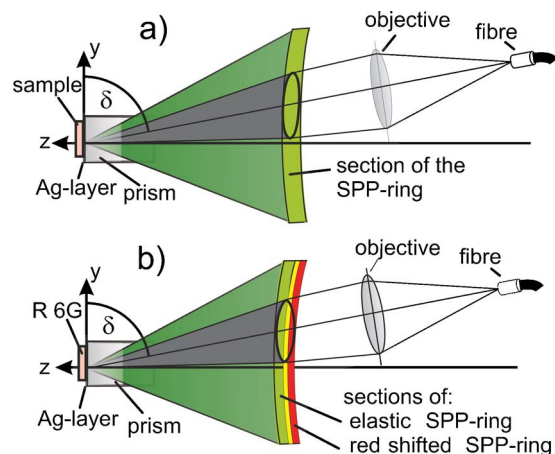 a)
y
objective
fibre
sample
δ
z
Ag-layer
prism
section of the
SPP-ring
b)
y
objective
fibre
R 6G
δ
z
Ag-layer
prism
sections of:
elastic SPP-ring
red shifted SPP-ring